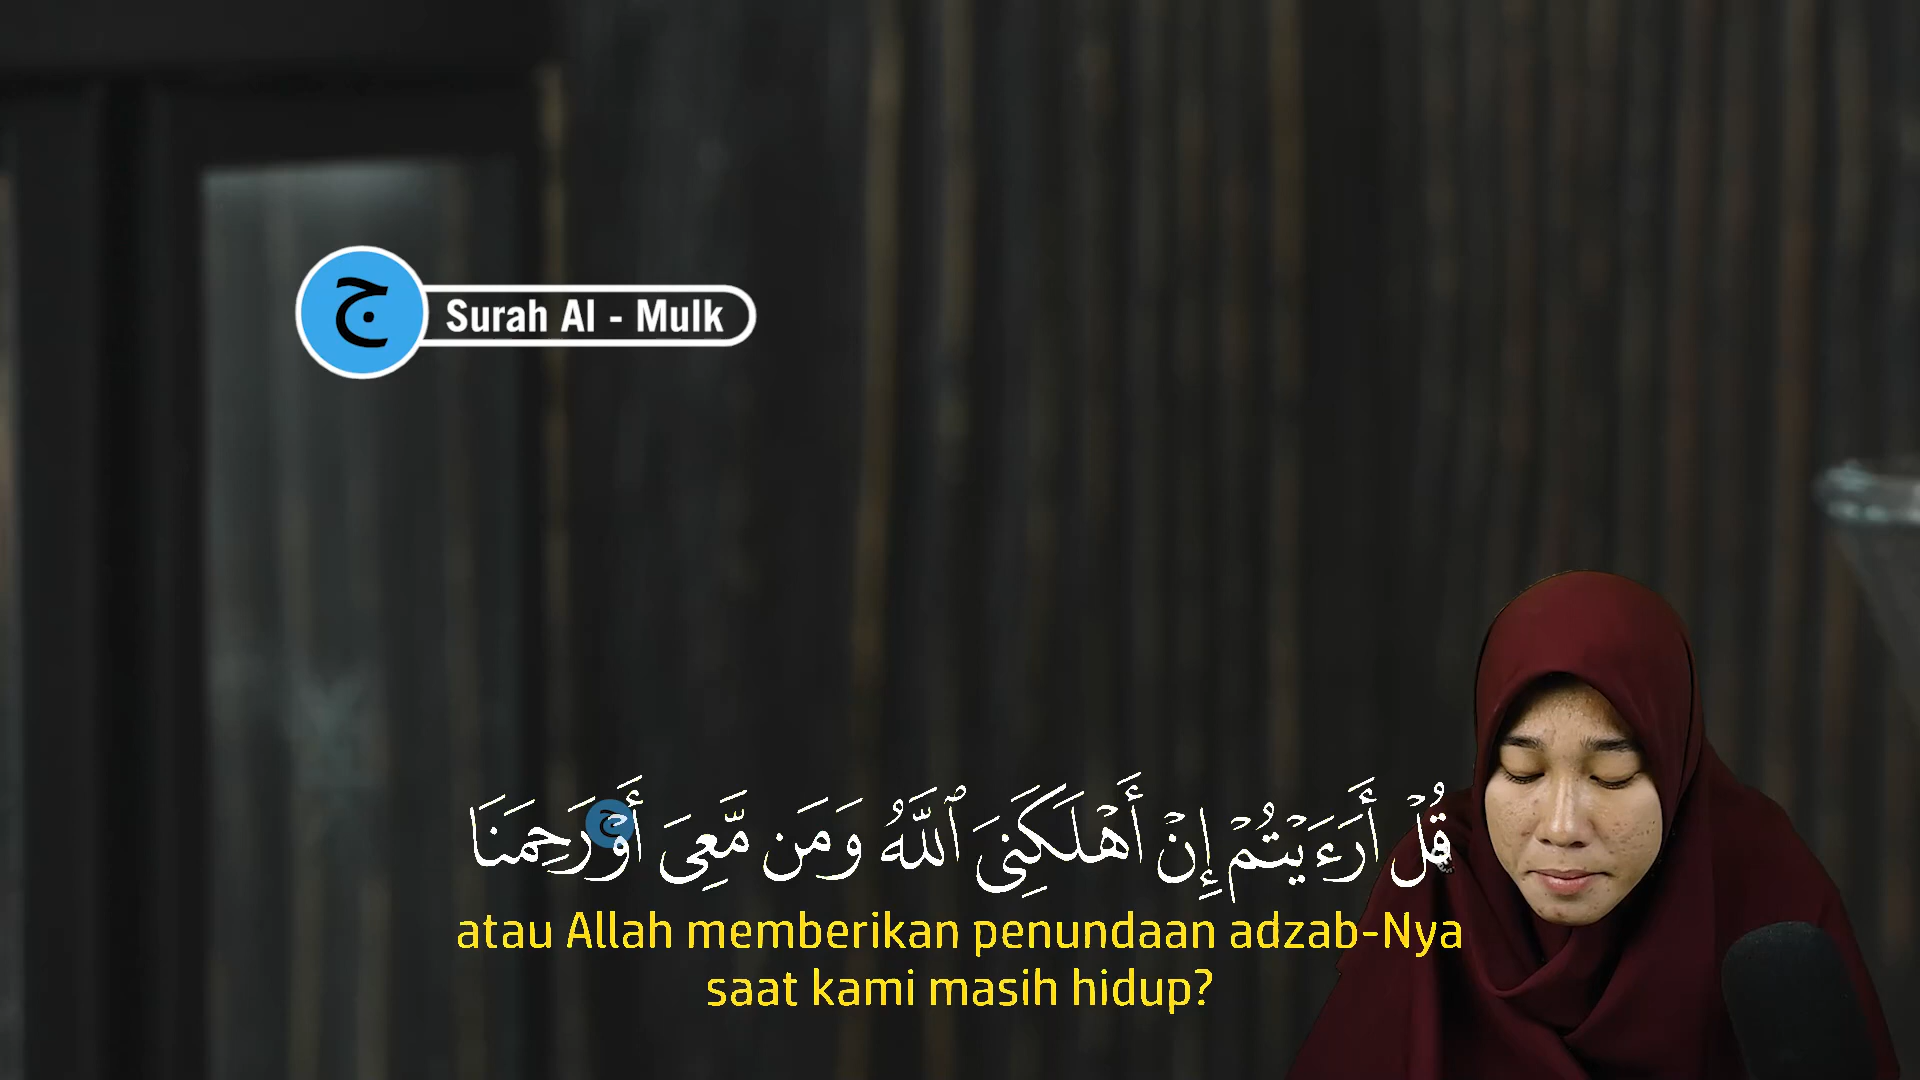 ج
Surah Al - Mulk
قُلْ أَرَءَيْتُمْ إِنْ أَهْلَكَنِىَ ٱللَّهُ وَمَن مَّعِىَ أَوْ رَحِمَنَا
ج
atau Allah memberikan penundaan adzab-Nya
saat kami masih hidup?